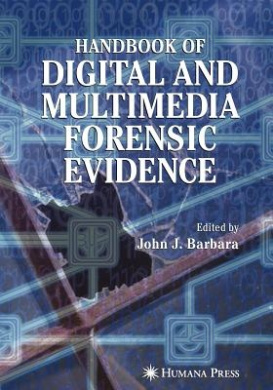 HANDBOOK OF
DIGITAL AND
MULTIMEDIA
FORENSIC
EVIDENCE
Edited by
John J. Barbara
HUMANA PRESS